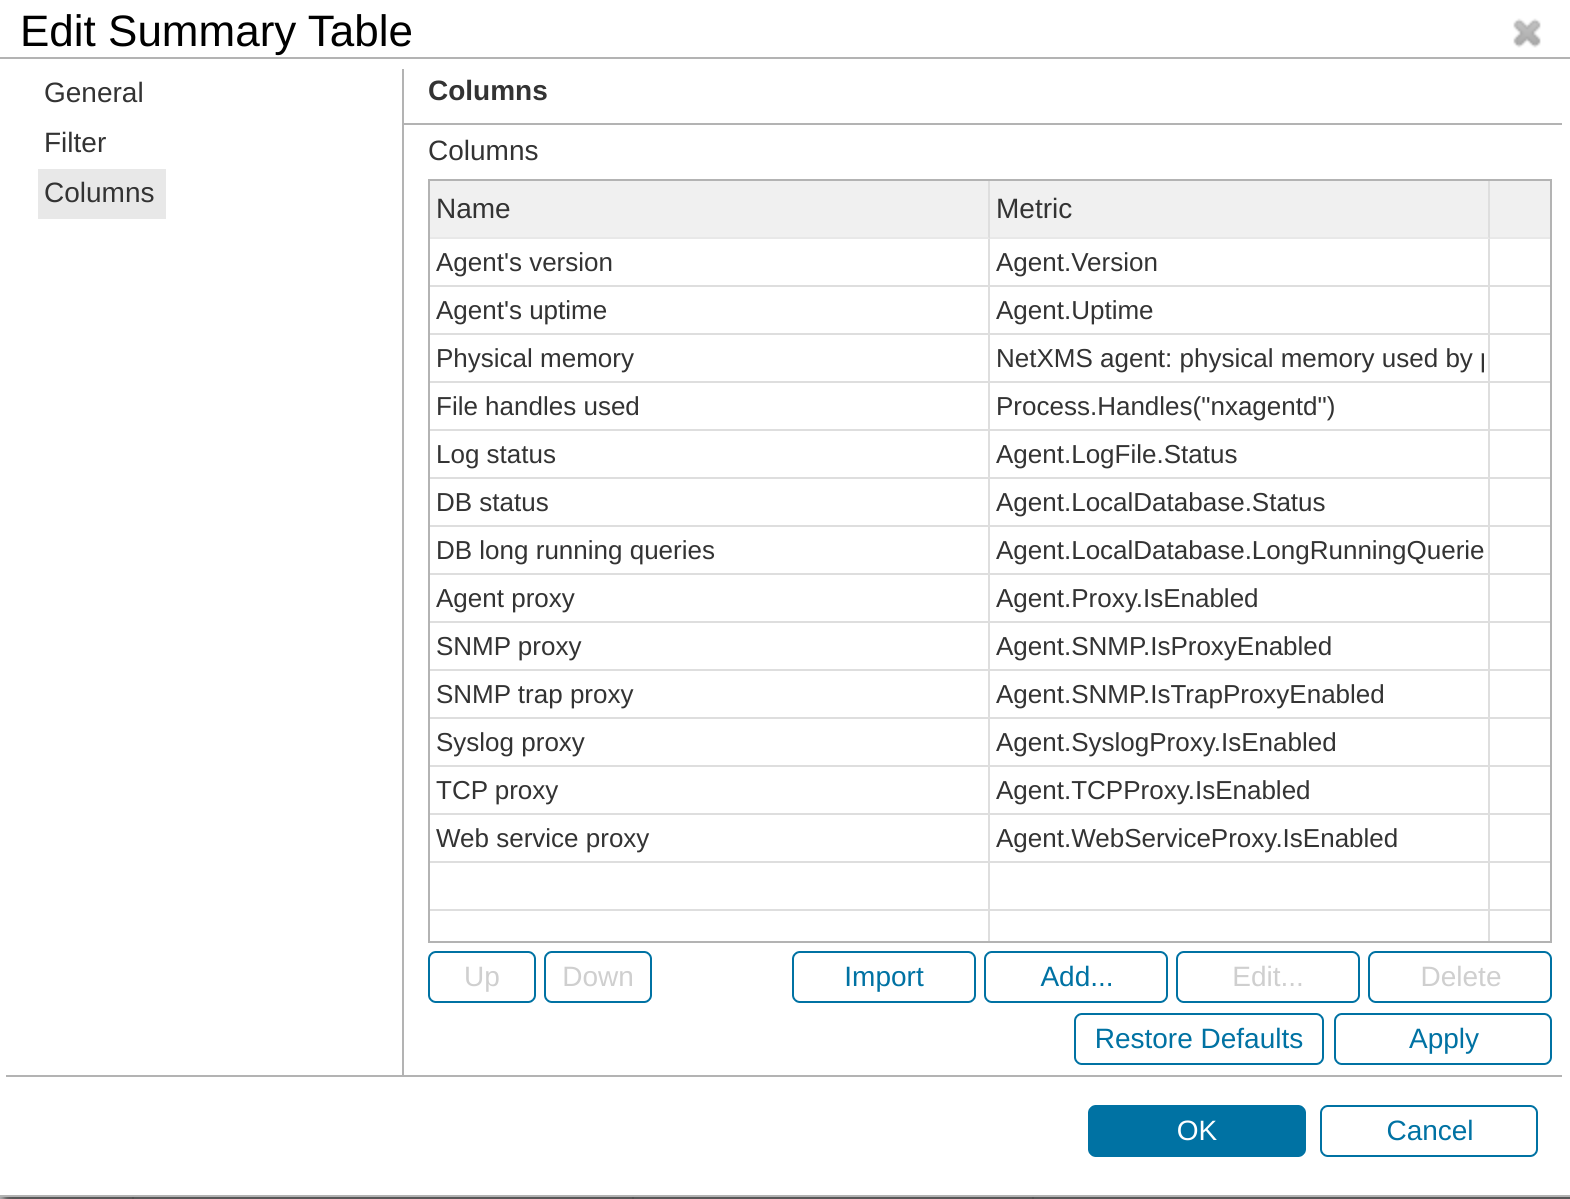 Edit Summary Table
General
Filter
Columns
Columns
Columns
Name Metric
Agent's version Agent.Version
Agent's uptime Agent.Uptime
Physical memory NetXMS agent: physical memory used by
File handles used Process.Handles("nxagentd")
Log status Agent.LogFile.Status
DB status Agent.LocalDatabase.Status
DB long running queries Agent.LocalDatabase.LongRunningQuerie
Agent proxy Agent.Proxy.IsEnabled
SNMP proxy Agent.SNMP.IsProxyEnabled
SNMP trap proxy Agent.SNMP.IsTrapProxyEnabled
Syslog proxy Agent.SyslogProxy.IsEnabled
TCP proxy Agent.TCPProxy.IsEnabled
Web service proxy Agent.WebServiceProxy.IsEnabled
Up Down Import Add... Edit... Delete
Restore Defaults Apply
OK Cancel